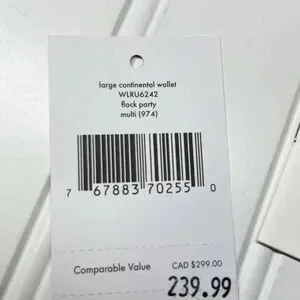 large continental wallet
WLRU6242
flock party
multi (974)
7 67883 70255 0
Comparable Value CAD $299.00
239.99